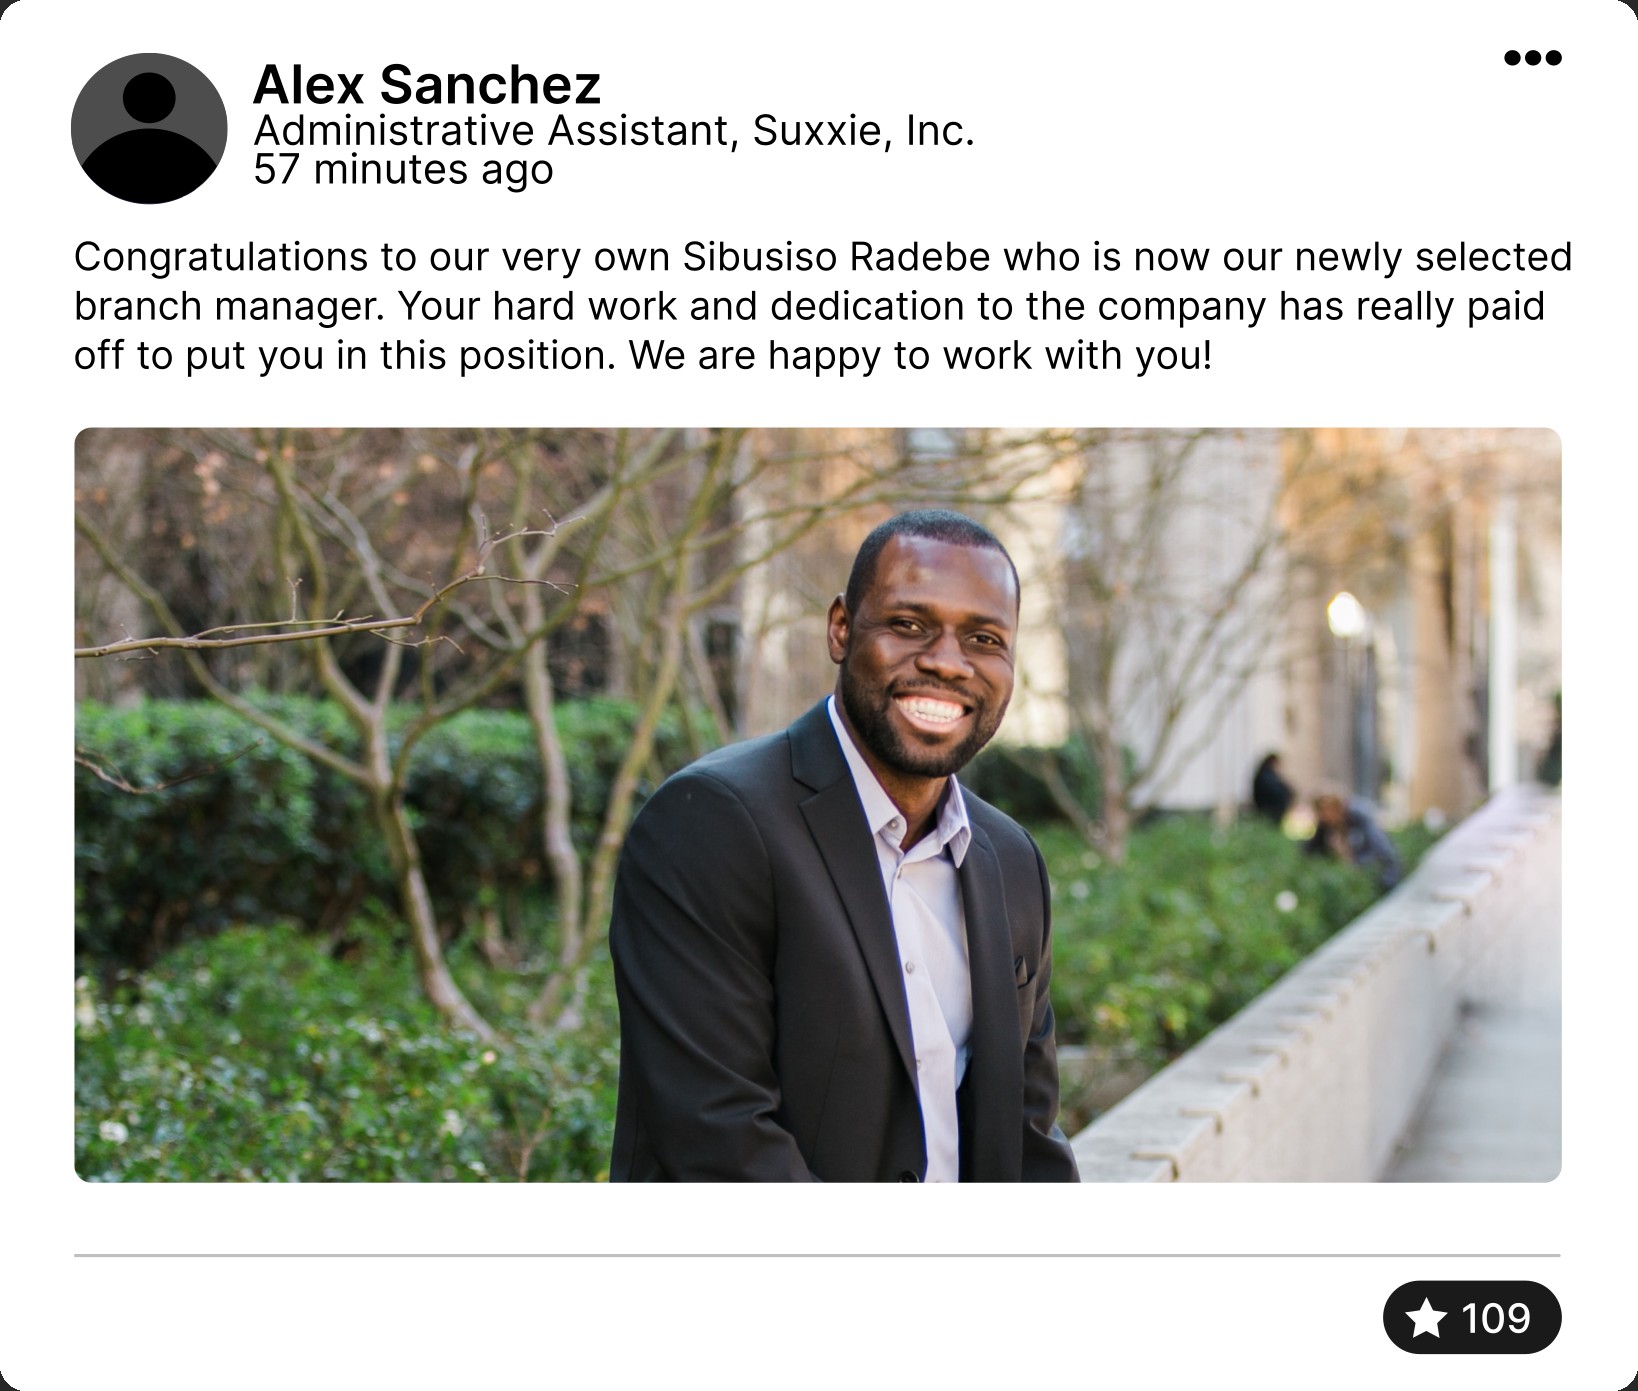 Alex Sanchez
Administrative Assistant, Suxxie, Inc.
57 minutes ago
Congratulations to our very own Sibusiso Radebe who is now our newly selected
branch manager. Your hard work and dedication to the company has really paid
off to put you in this position. We are happy to work with you!
109